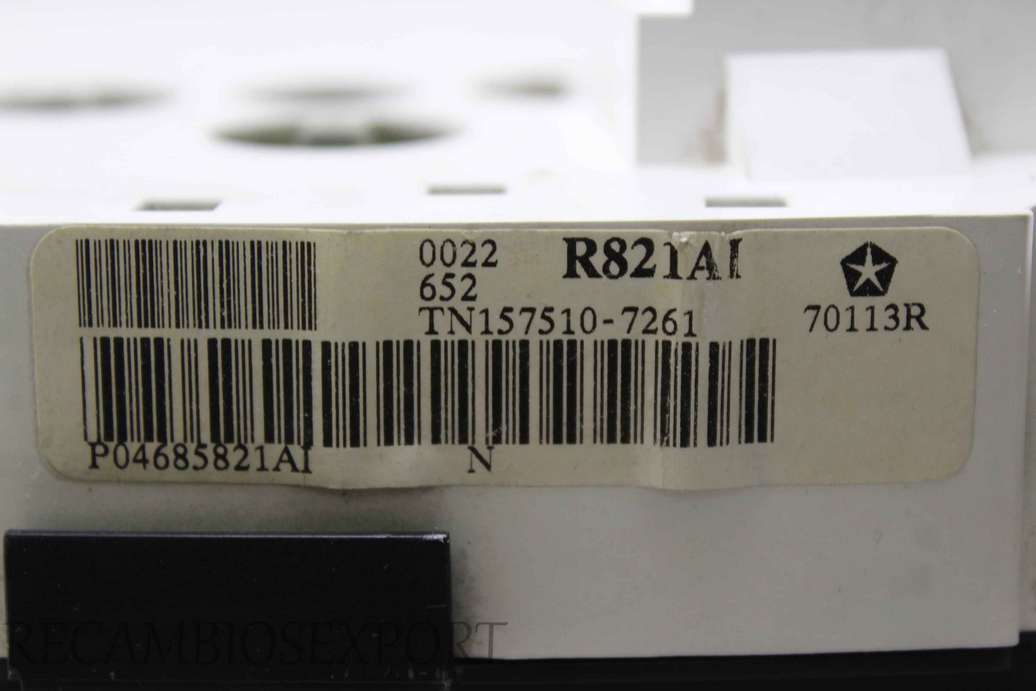 0022 R821AI
652
TN157510-7261 70113R
P04685821AI N
RECAMBIOSEXPORT